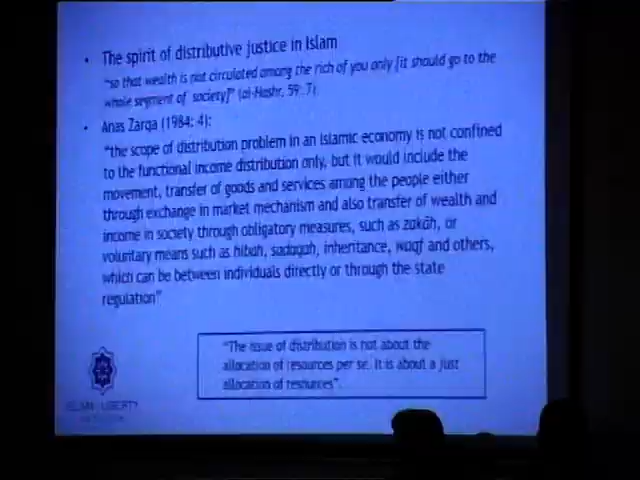 • The spirit of distributive justice in Islam
"so that wealth is not circulated among the rich of you only [it should go to the
whole segment of society]" (al-Hashr, 59: 7).
• Anas Zarqa (1984: 4):
"the scope of distribution problem in an Islamic economy is not confined
to the functional income distribution only, but it would include the
movement, transfer of goods and services among the people either
through exchange in market mechanism and also transfer of wealth and
income in society through obligatory measures, such as zakāh, or
voluntary means such as hibah, sadaqah, inheritance, waqf and others,
which can be between individuals directly or through the state
regulation"
"The issue of distribution is not about the
allocation of resources per se. It is about a just
allocation of resources".
LIBERTY